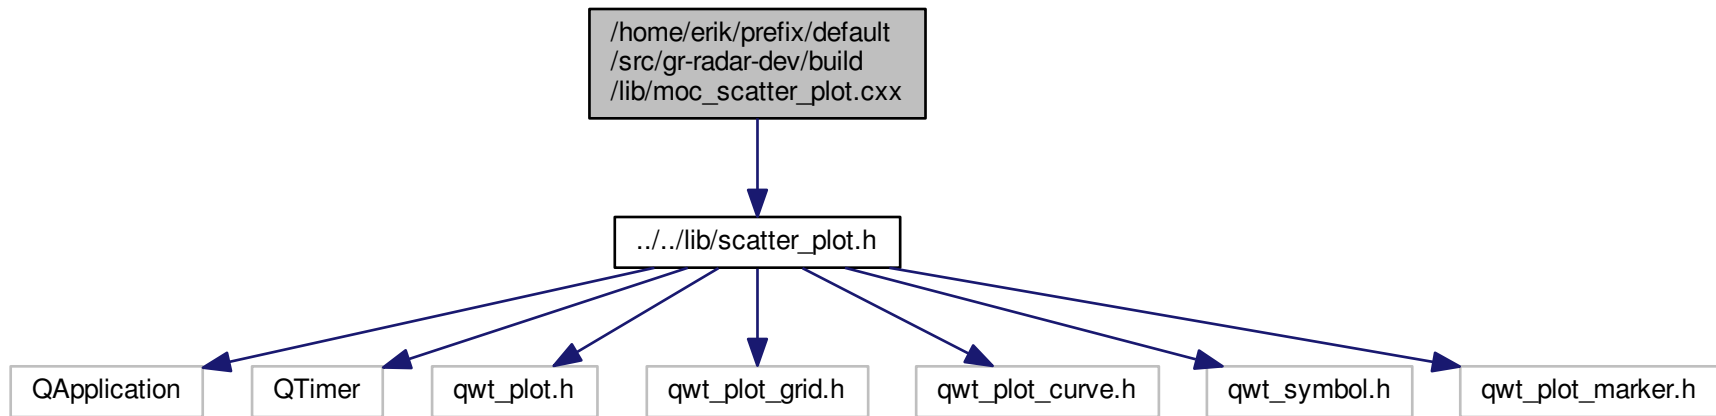 /home/erik/prefix/default
/src/gr-radar-dev/build
/lib/moc_scatter_plot.cxx
../../lib/scatter_plot.h
QApplication
QTimer
qwt_plot.h
qwt_plot_grid.h
qwt_plot_curve.h
qwt_symbol.h
qwt_plot_marker.h